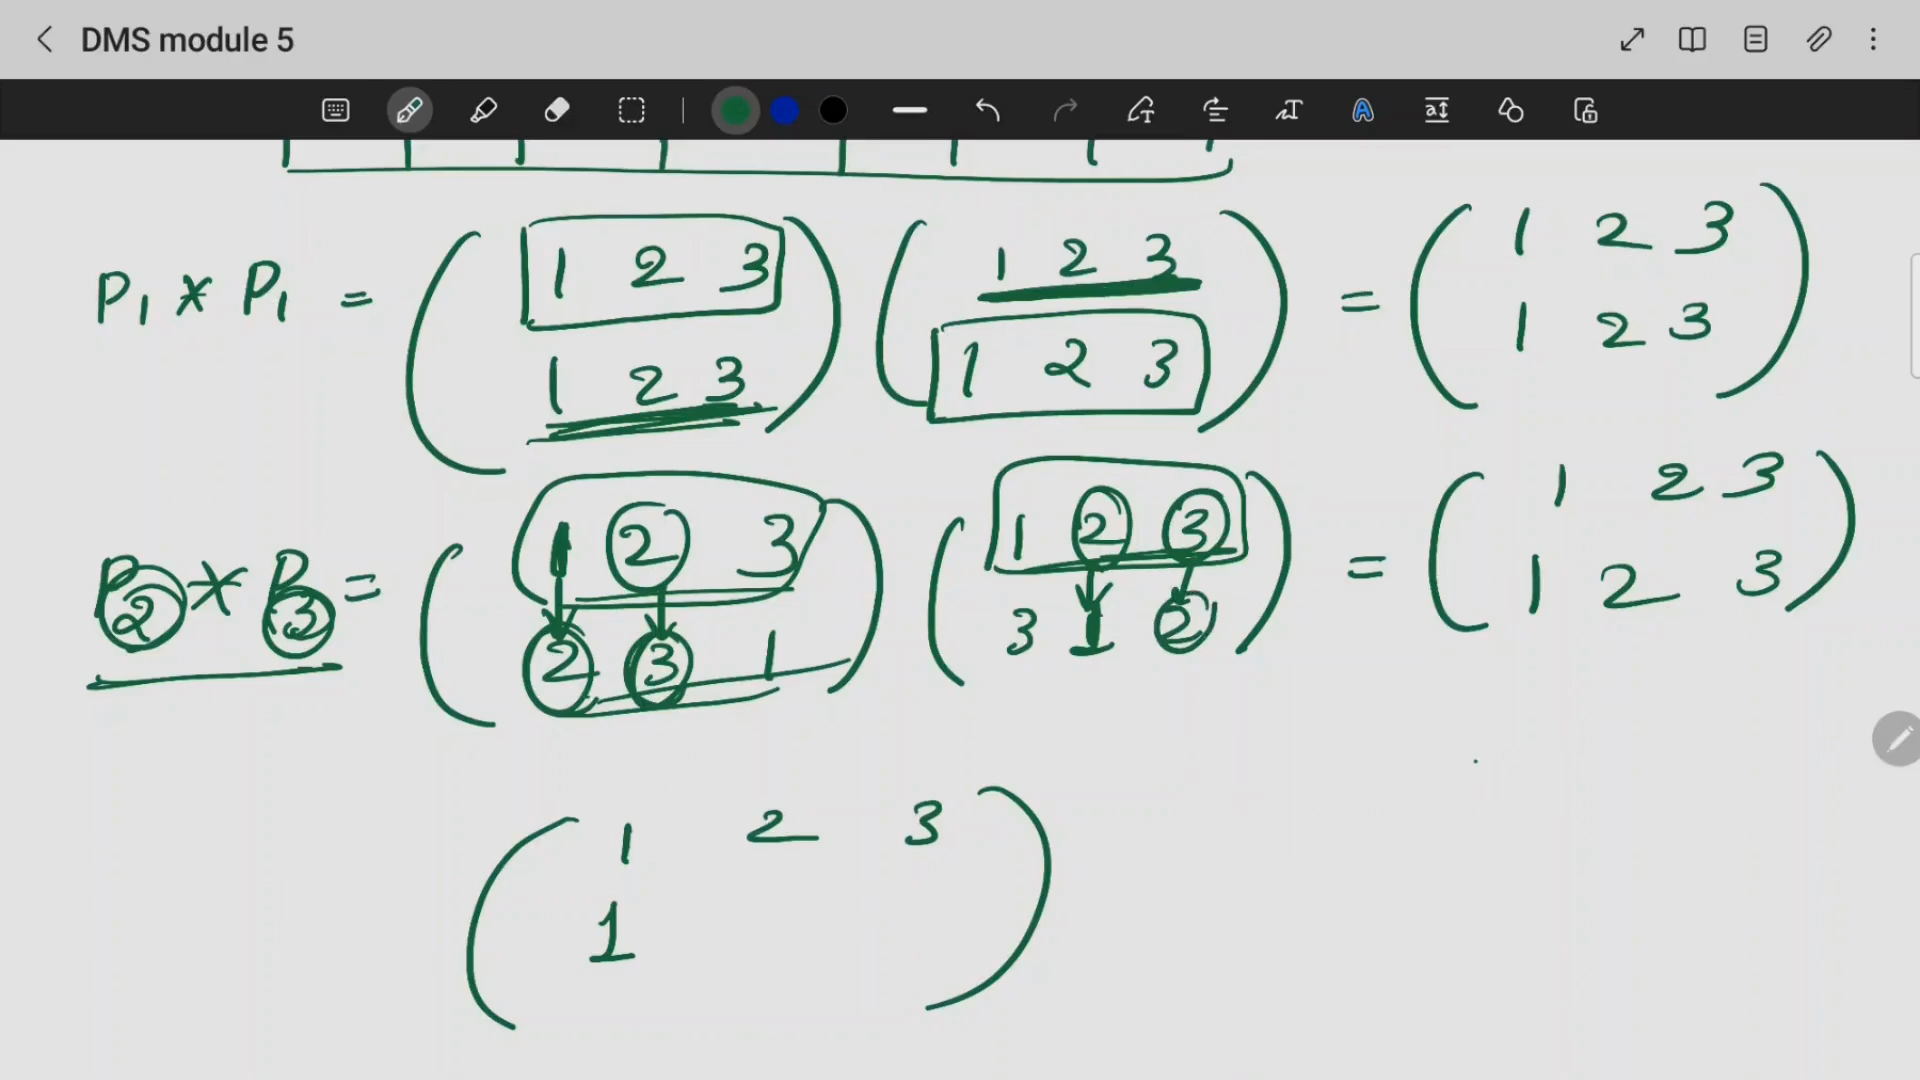 DMS module 5
P1 * P1 = ( 1 2 3 ) ( 1 2 3 ) = ( 1 2 3 )
1 2 3 1 2 3 1 2 3
P2 * P3 = ( 1 2 3 ) ( 1 2 3 ) = ( 1 2 3 )
2 3 1 3 1 2 1 2 3
( 1 2 3 )
1